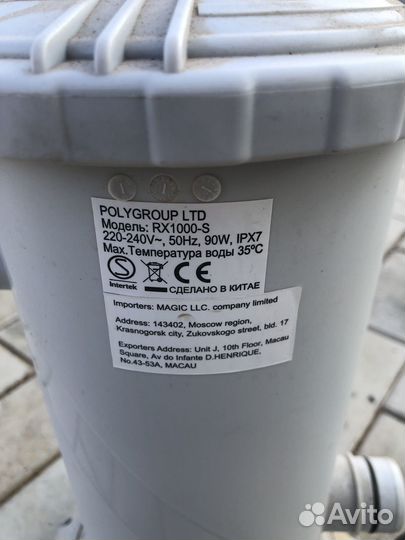 POLYGROUP LTD
Модель: RX1000-S
220-240V~, 50Hz, 90W, IPX7
Мах.Температура воды 35ºC
S
Intertek
CE
СДЕЛАНО В КИТАЕ
Importers: MAGIC LLC. company limited
Address: 143402, Moscow region,
Krasnogorsk city, Zukovskogo street, bld. 17
Exporters Address: Unit J, 10th Floor, Macau
Square, Av do Infante D.HENRIQUE,
No.43-53A, MACAU
Avito